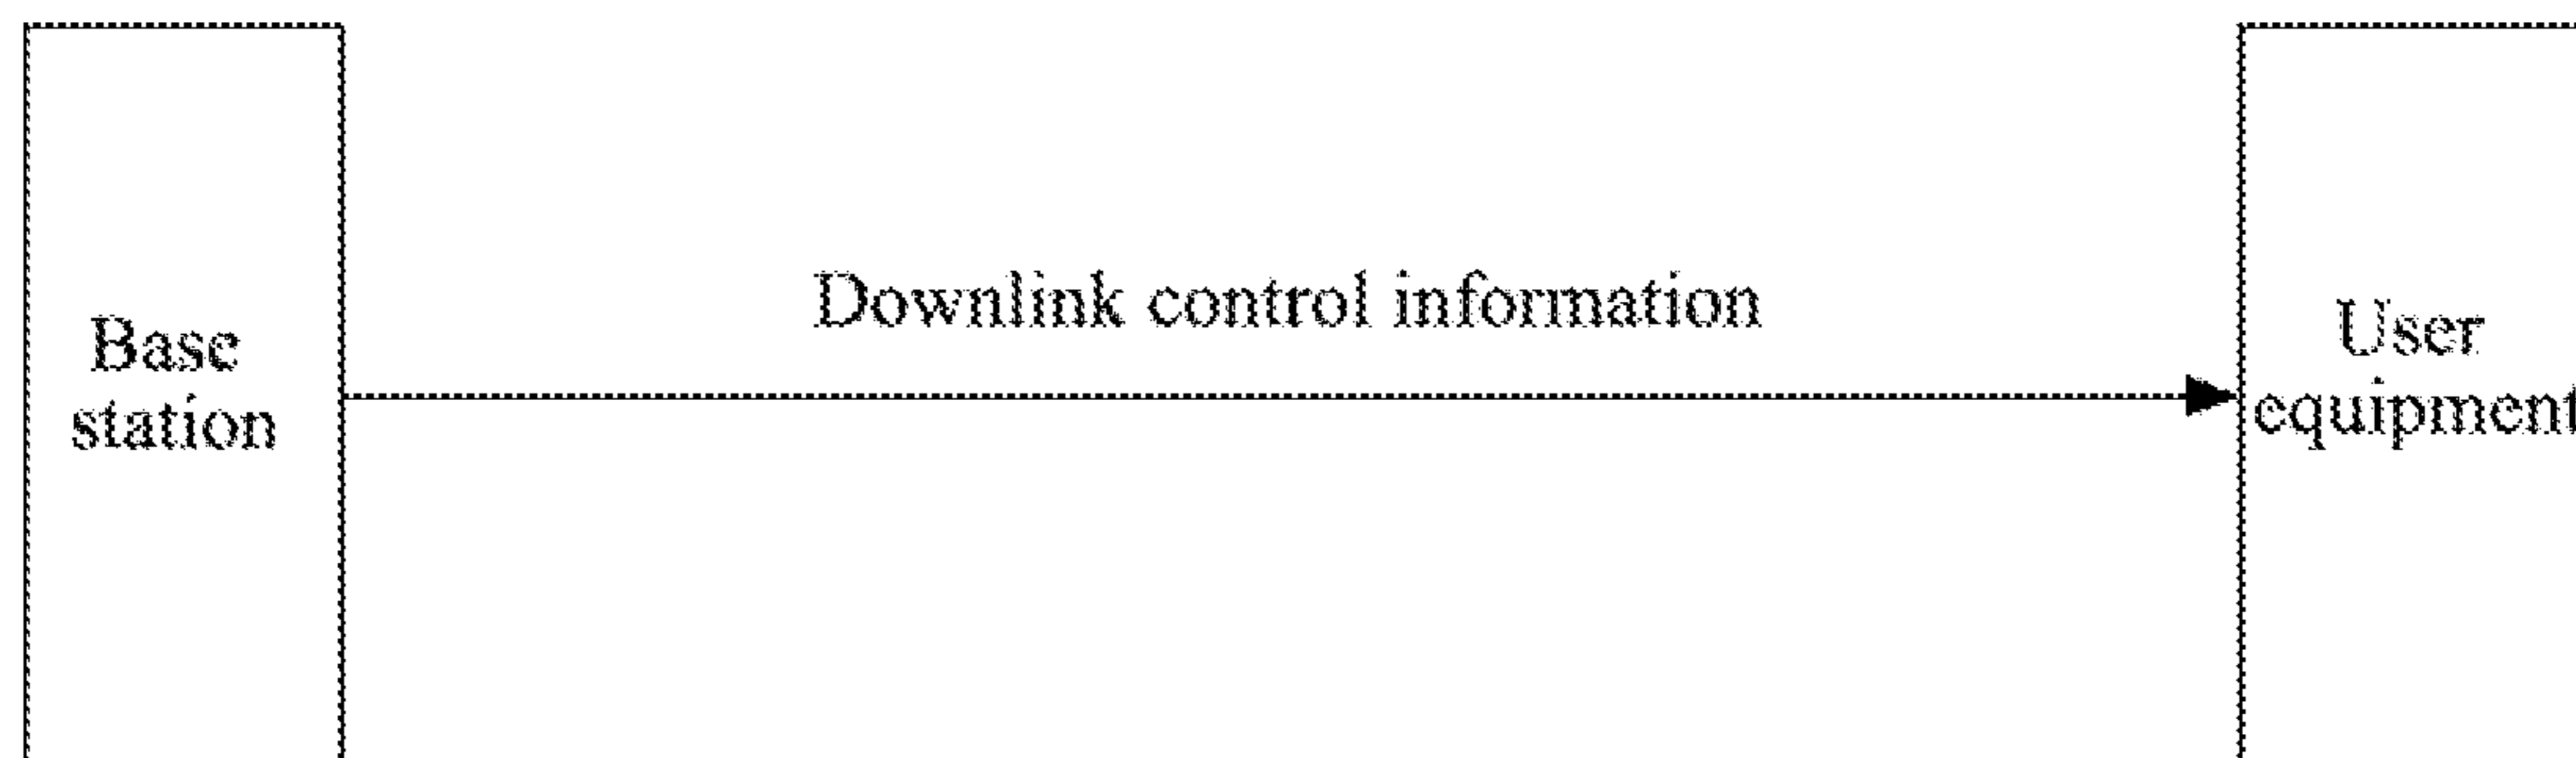 Downlink control information
Base
station
User
equipment